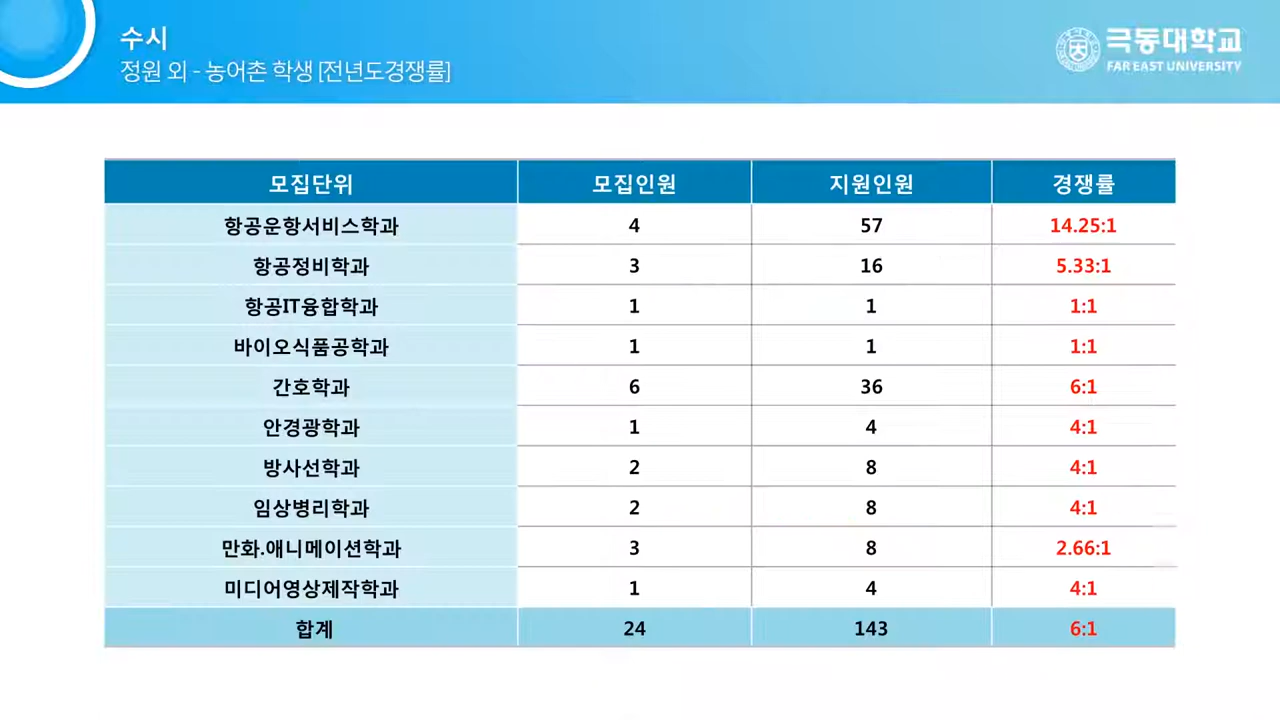 수시
정원 외 - 농어촌 학생 [전년도경쟁률]
극동대학교
FAR EAST UNIVERSITY
모집단위 모집인원 지원인원 경쟁률
항공운항서비스학과 4 57 14.25:1
항공정비학과 3 16 5.33:1
항공IT융합학과 1 1 1:1
바이오식품공학과 1 1 1:1
간호학과 6 36 6:1
안경광학과 1 4 4:1
방사선학과 2 8 4:1
임상병리학과 2 8 4:1
만화.애니메이션학과 3 8 2.66:1
미디어영상제작학과 1 4 4:1
합계 24 143 6:1